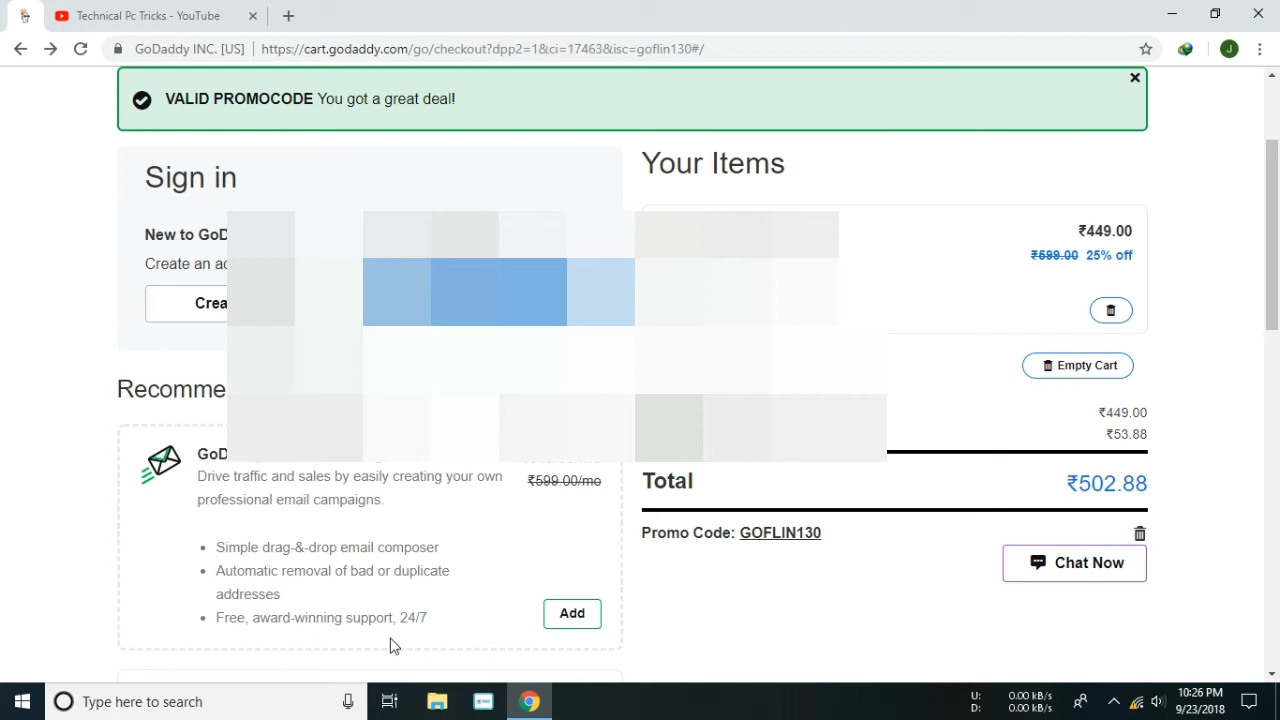 Technical Pc Tricks - YouTube
GoDaddy INC. [US] | https://cart.godaddy.com/go/checkout?dpp2=1&ci=17463&isc=goflin130#/
J
VALID PROMOCODE You got a great deal!
Sign in
New to GoD
Create an ac
Crea
Recomme
GoD
Drive traffic and sales by easily creating your own
professional email campaigns.
₹599.00/mo
• Simple drag-&-drop email composer
• Automatic removal of bad or duplicate
addresses
• Free, award-winning support, 24/7
Add
Your Items
₹449.00
₹599.00 25% off
Empty Cart
₹449.00
₹53.88
Total ₹502.88
Promo Code: GOFLIN130
Chat Now
Type here to search
U: 0.00 kB/s
D: 0.00 kB/s
10:26 PM
9/23/2018